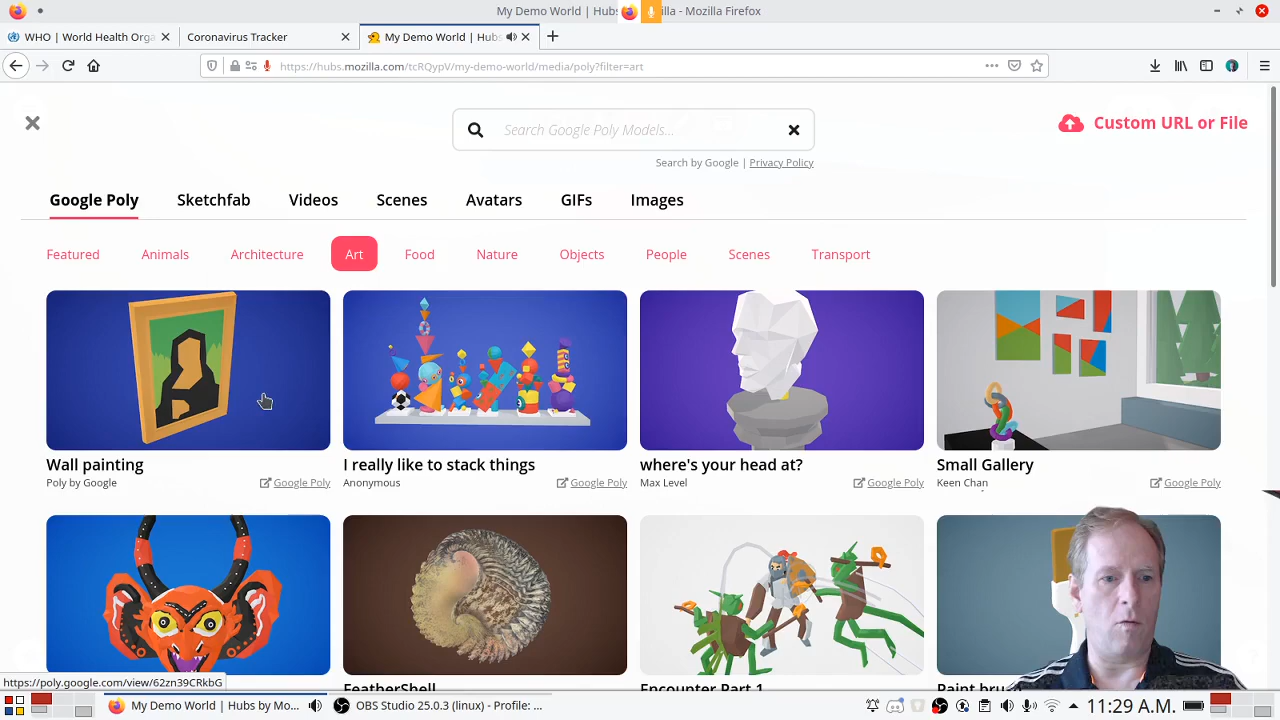 My Demo World | Hubs
lla - Mozilla Firefox
WHO | World Health Orga
Coronavirus Tracker
My Demo World | Hubs
https://hubs.mozilla.com/tcRQypV/my-demo-world/media/poly?filter=art
Search Google Poly Models...
Custom URL or File
Search by Google | Privacy Policy
Google Poly
Sketchfab
Videos
Scenes
Avatars
GIFs
Images
Featured
Animals
Architecture
Art
Food
Nature
Objects
People
Scenes
Transport
Wall painting
I really like to stack things
where's your head at?
Small Gallery
Poly by Google
Google Poly
Anonymous
Google Poly
Max Level
Google Poly
Keen Chan
Google Poly
https://poly.google.com/view/62zn39CRkbG
FeatherShell
Encounter Part 1
Paint bru
My Demo World | Hubs by Mo...
OBS Studio 25.0.3 (linux) - Profile: ...
11:29 A.M.